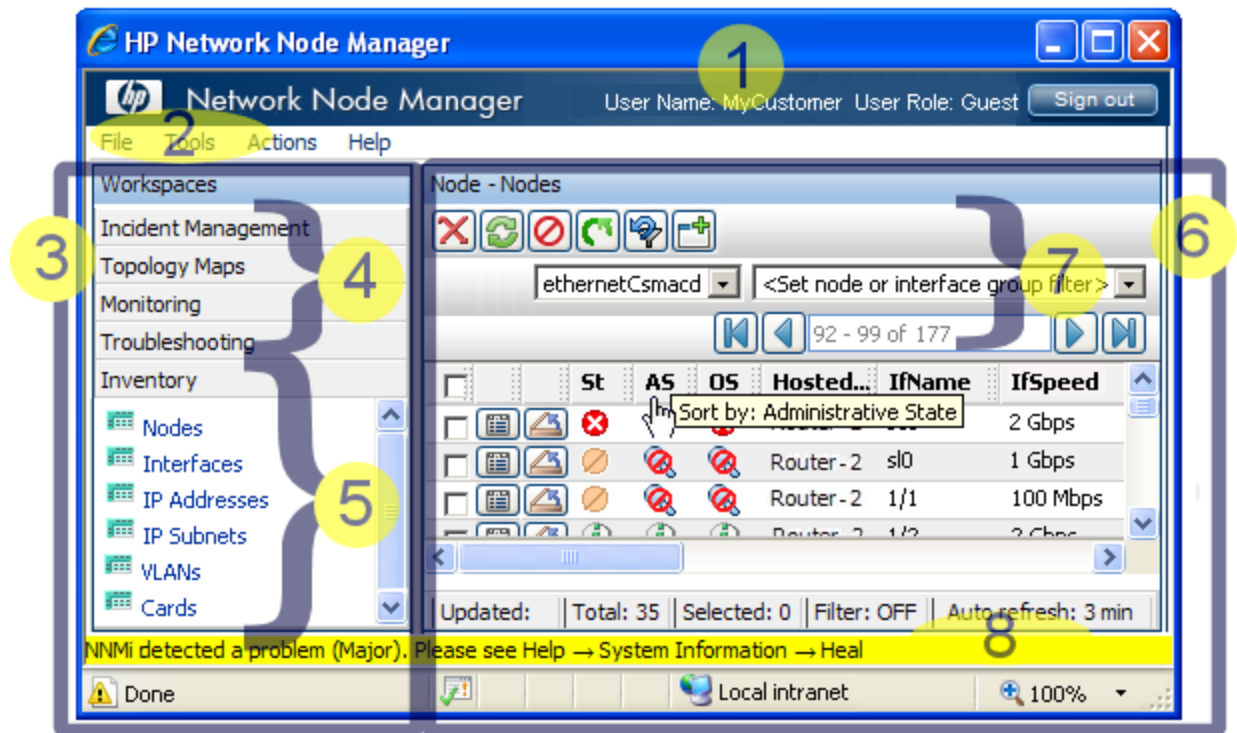 HP Network Node Manager
1
hp Network Node Manager User Name: MyCustomer User Role: Guest Sign out
2
File Tools Actions Help
3
Workspaces
Incident Management
Topology Maps
Monitoring
Troubleshooting
Inventory
4
Nodes
Interfaces
IP Addresses
IP Subnets
VLANs
Cards
5
6
Node - Nodes
7
ethernetCsmacd <Set node or interface group filter>
92 - 99 of 177
St AS OS Hosted... IfName IfSpeed
Sort by: Administrative State
2 Gbps
Router-2 sl0 1 Gbps
Router-2 1/1 100 Mbps
Updated: Total: 35 Selected: 0 Filter: OFF Auto refresh: 3 min
8
NNMi detected a problem (Major). Please see Help → System Information → Heal
Done Local intranet 100%